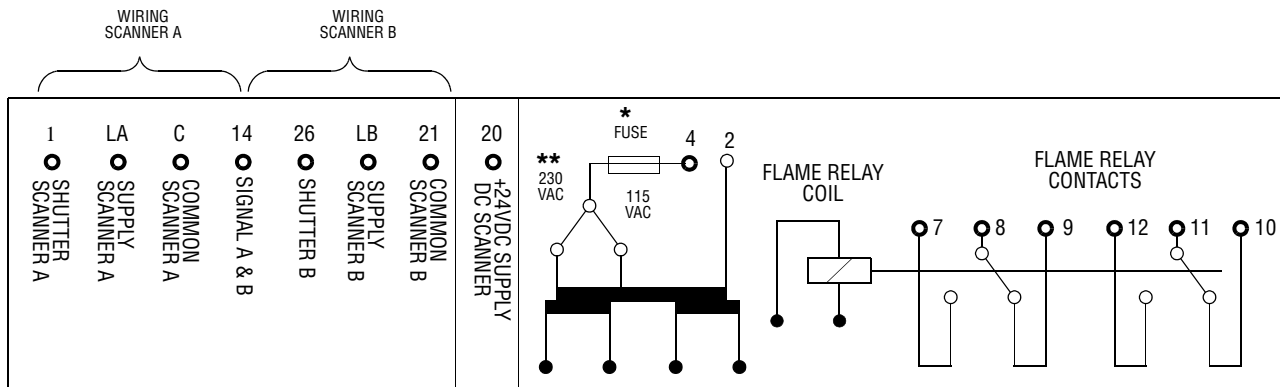 WIRING
SCANNER A
WIRING
SCANNER B
1
LA
C
14
26
LB
21
20
SHUTTER
SCANNER A
SUPPLY
SCANNER A
COMMON
SCANNER A
SIGNAL A & B
SHUTTER B
SUPPLY
SCANNER B
COMMON
SCANNER B
+24VDC SUPPLY
DC SCANNER
*
FUSE
4
2
**
230
VAC
115
VAC
FLAME RELAY
COIL
FLAME RELAY
CONTACTS
7
8
9
12
11
10